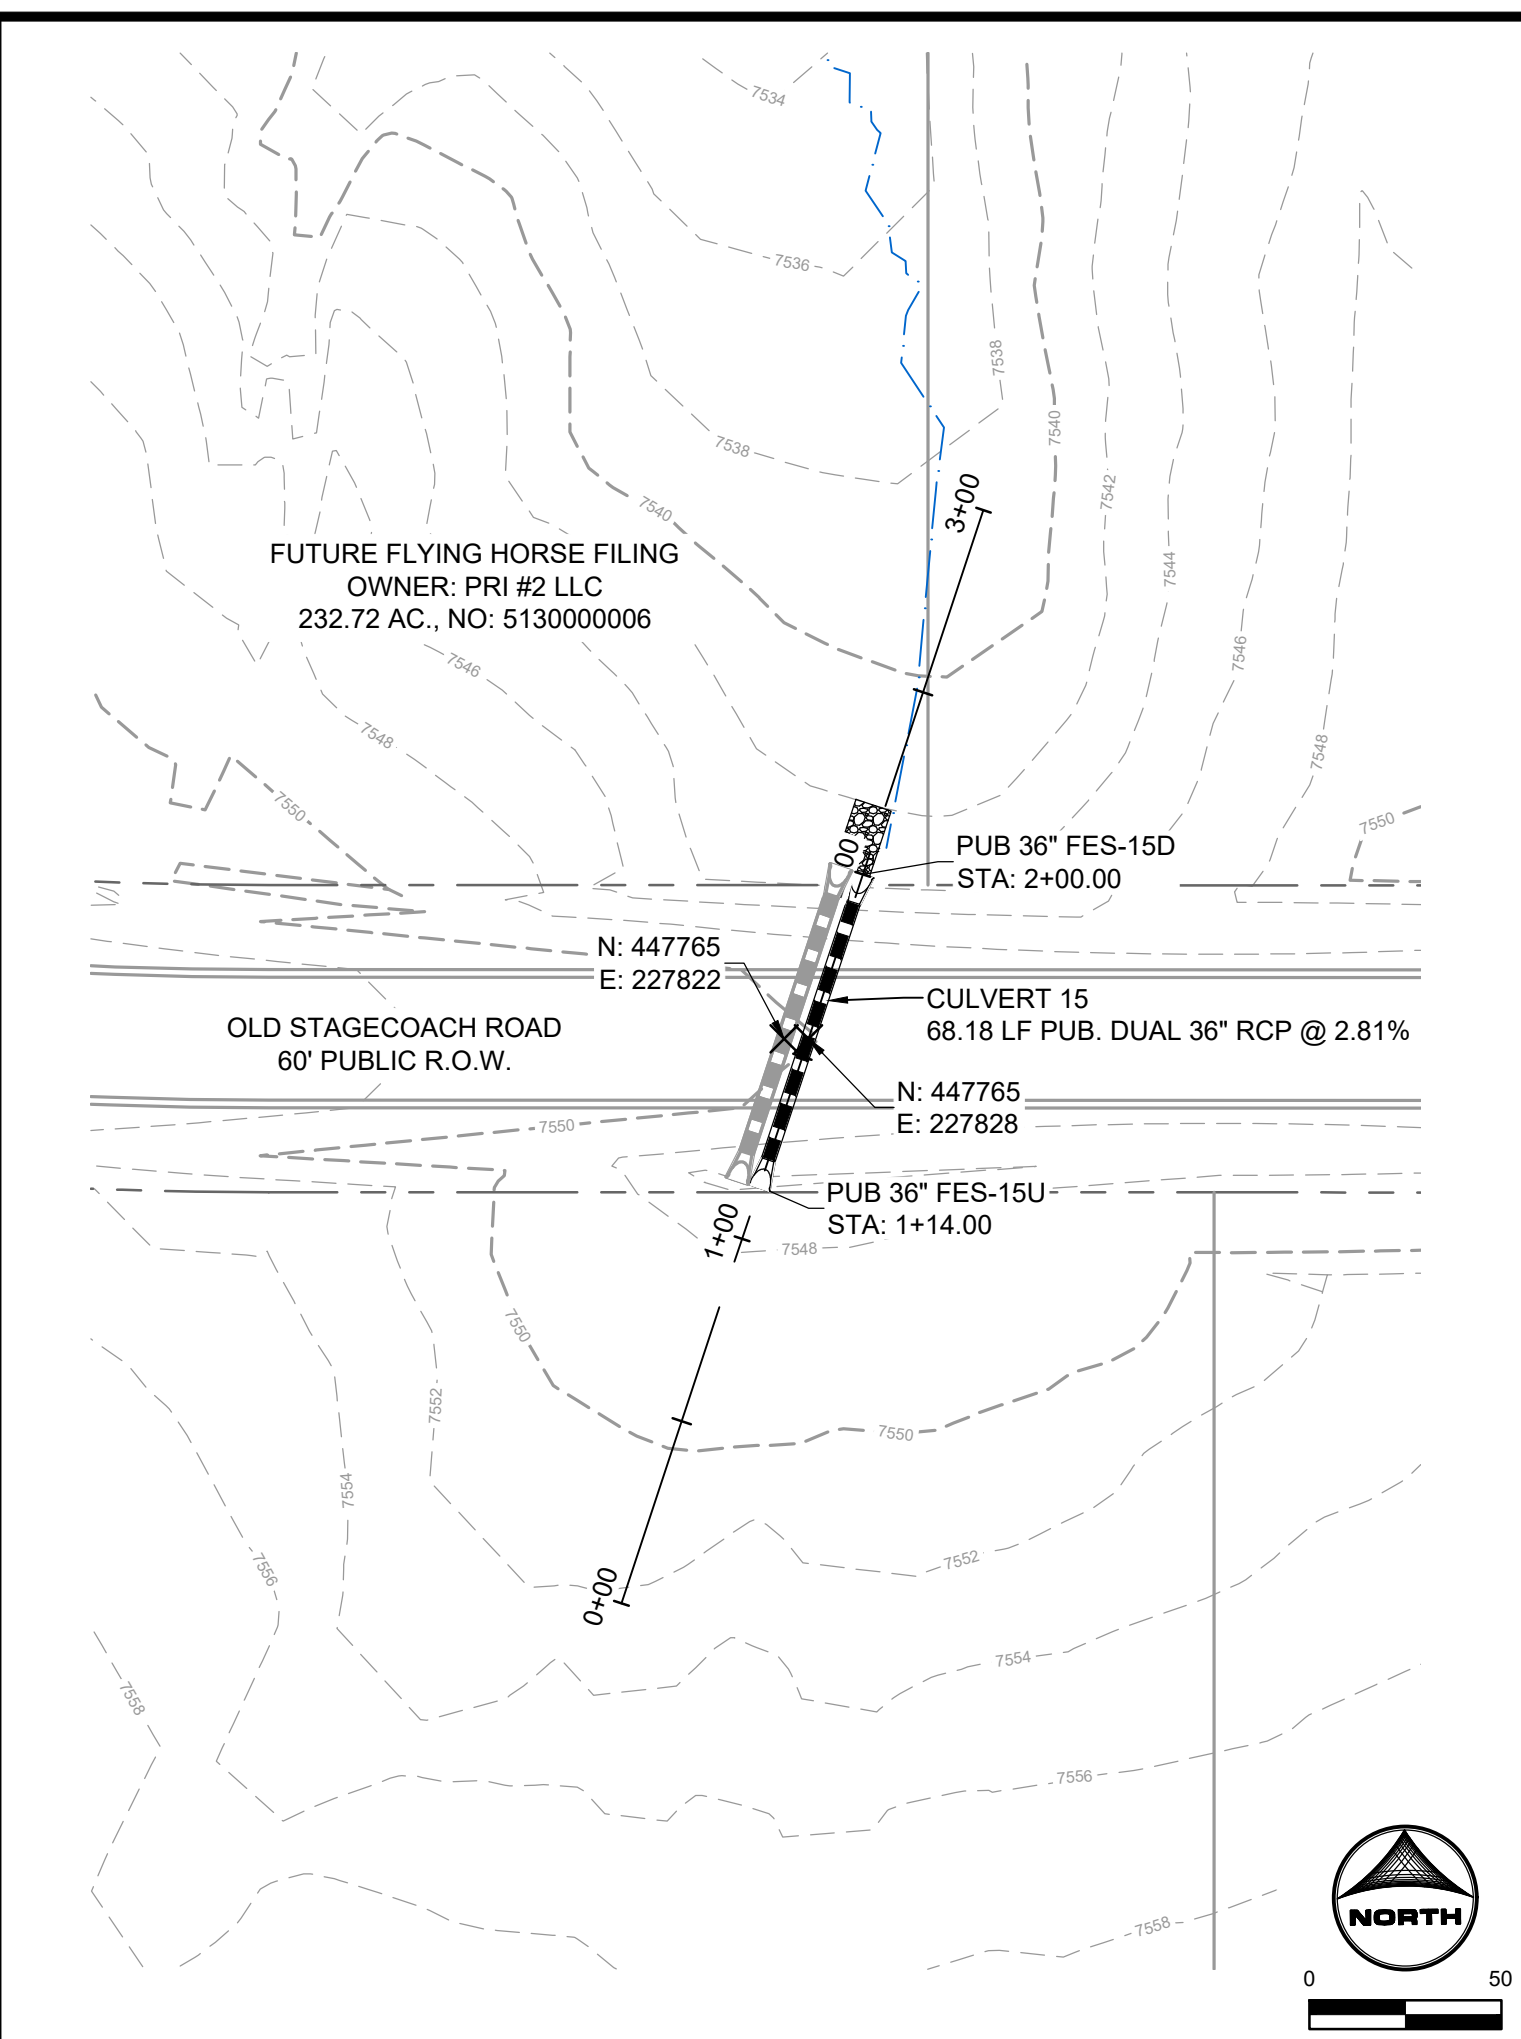 7534
7536
7538
7538
7540
7540
7542
7544
7546
7548
3+00
FUTURE FLYING HORSE FILING
OWNER: PRI #2 LLC
232.72 AC., NO: 5130000006
7546
7548
7550
7550
00
PUB 36" FES-15D
STA: 2+00.00
N: 447765
E: 227822
CULVERT 15
68.18 LF PUB. DUAL 36" RCP @ 2.81%
OLD STAGECOACH ROAD
60' PUBLIC R.O.W.
N: 447765
E: 227828
7550
PUB 36" FES-15U
STA: 1+14.00
1+00
7548
7550
7552
7550
7554
7552
7556
0+00
7554
7558
7556
7558
NORTH
0 50